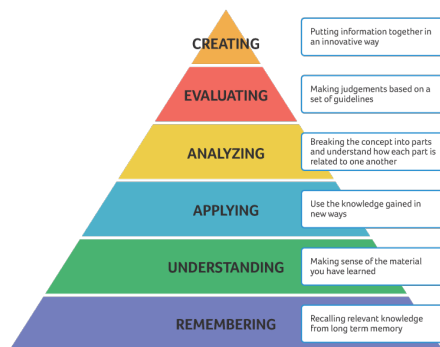 CREATING
Putting information together
in an innovative way
EVALUATING
Making judgements based on a
set of guidelines
ANALYZING
Breaking the concept into parts
and understand how each part is
related to one another
APPLYING
Use the knowledge gained in
new ways
UNDERSTANDING
Making sense of the material
you have learned
REMEMBERING
Recalling relevant knowledge
from long term memory